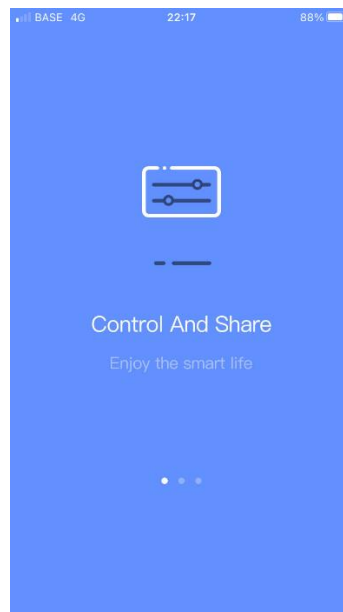 BASE 4G 22:17 88%
Control And Share
Enjoy the smart life